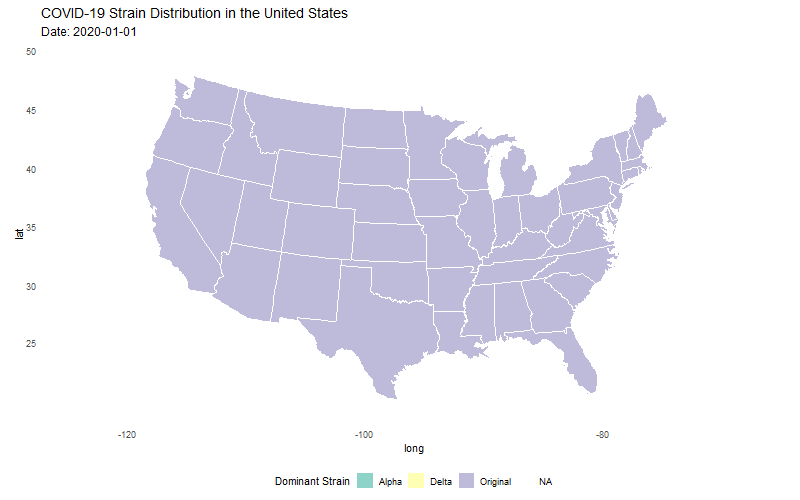 COVID-19 Strain Distribution in the United States
Date: 2020-01-01
50
45
40
35
30
25
lat
-120 -100 -80
long
Dominant Strain Alpha Delta Original NA